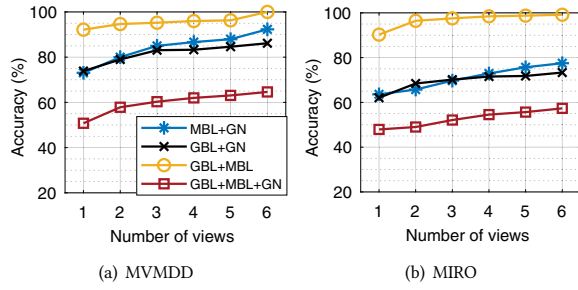 100
80
60
40
20
Accuracy (%)
1 2 3 4 5 6
Number of views
MBL+GN
GBL+GN
GBL+MBL
GBL+MBL+GN
(a) MVMDD
100
80
60
40
20
Accuracy (%)
1 2 3 4 5 6
Number of views
(b) MIRO